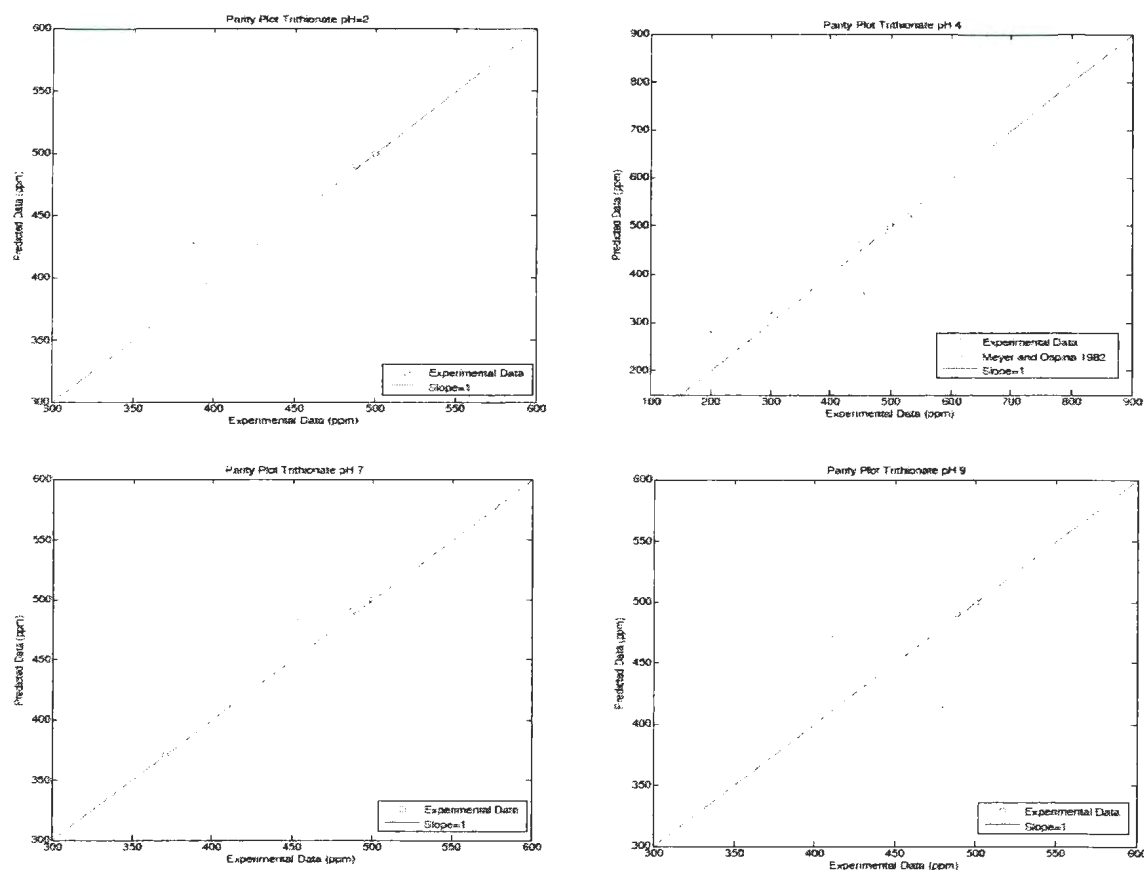 Parity Plot Trithionate pH=2
600
550
500
450
400
350
300
300 350 400 450 500 550 600
Predicted Data (ppm)
Experimental Data (ppm)
Experimental Data
Slope=1
Parity Plot Trithionate pH 4
900
800
700
600
500
400
300
200
100 200 300 400 500 600 700 800 900
Predicted Data (ppm)
Experimental Data (ppm)
Experimental Data
Meyer and Ospina 1982
Slope=1
Parity Plot Trithionate pH 7
600
550
500
450
400
350
300
300 350 400 450 500 550 600
Predicted Data (ppm)
Experimental Data (ppm)
Experimental Data
Slope=1
Parity Plot Trithionate pH 9
600
550
500
450
400
350
300
300 350 400 450 500 550 600
Predicted Data (ppm)
Experimental Data (ppm)
Experimental Data
Slope=1